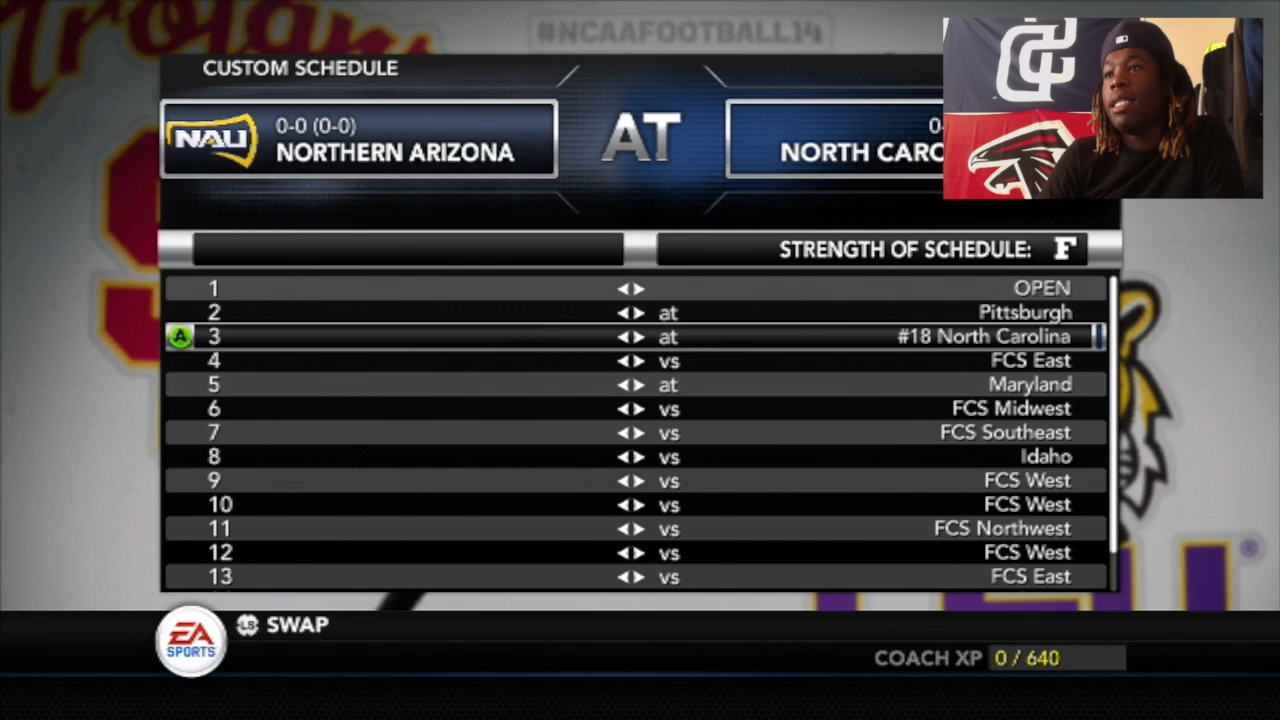 Trojans
#NCAAFOOTBALL14
CUSTOM SCHEDULE
NAU
0-0 (0-0)
NORTHERN ARIZONA
AT
0-
NORTH CARO
STRENGTH OF SCHEDULE: F
1 OPEN
2 at Pittsburgh
A 3 at #18 North Carolina
4 vs FCS East
5 at Maryland
6 vs FCS Midwest
7 vs FCS Southeast
8 vs Idaho
9 vs FCS West
10 vs FCS West
11 vs FCS Northwest
12 vs FCS West
13 vs FCS East
EA SPORTS
LS SWAP
COACH XP 0 / 640